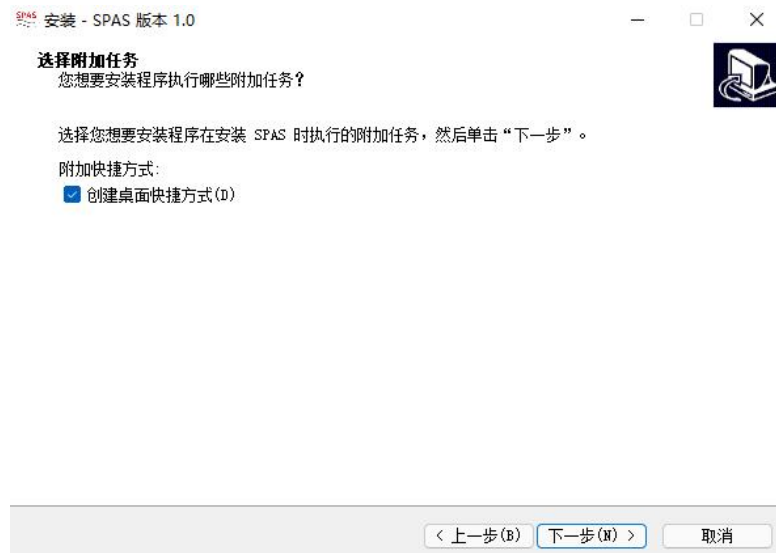 SPAS 安装 - SPAS 版本 1.0
选择附加任务
您想要安装程序执行哪些附加任务?
选择您想要安装程序在安装 SPAS 时执行的附加任务,然后单击“下一步”。
附加快捷方式:
创建桌面快捷方式(D)
< 上一步(B) 下一步(N) > 取消